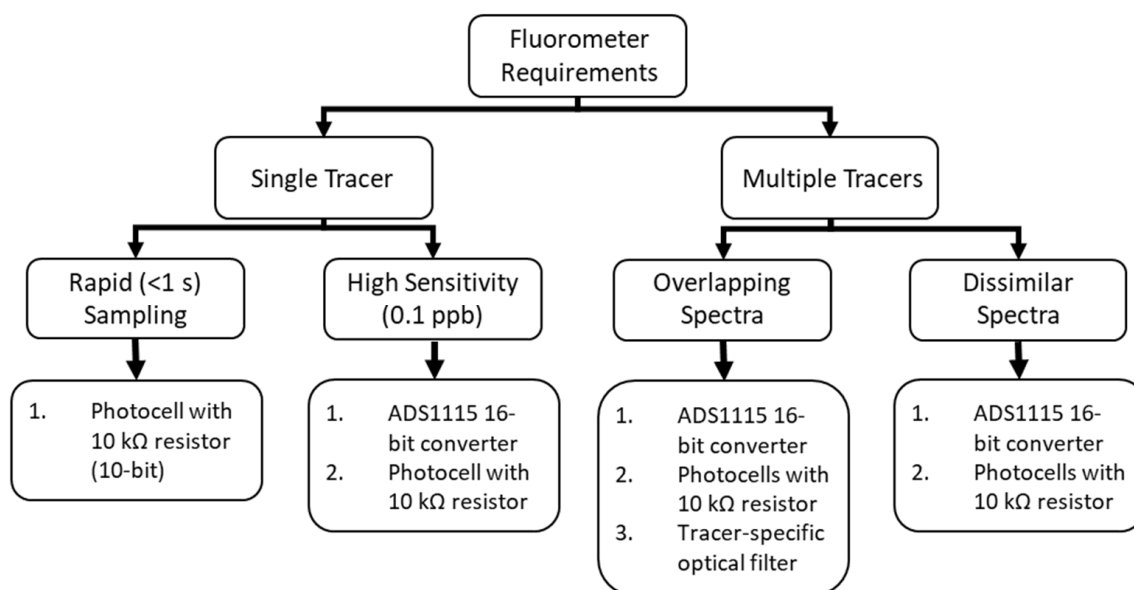 Fluorometer
Requirements
Single Tracer
Multiple Tracers
Rapid (<1 s)
Sampling
High Sensitivity
(0.1 ppb)
Overlapping
Spectra
Dissimilar
Spectra
1. Photocell with
10 kΩ resistor
(10-bit)
1. ADS1115 16-
bit converter
2. Photocell with
10 kΩ resistor
1. ADS1115 16-
bit converter
2. Photocells with
10 kΩ resistor
3. Tracer-specific
optical filter
1. ADS1115 16-
bit converter
2. Photocells with
10 kΩ resistor